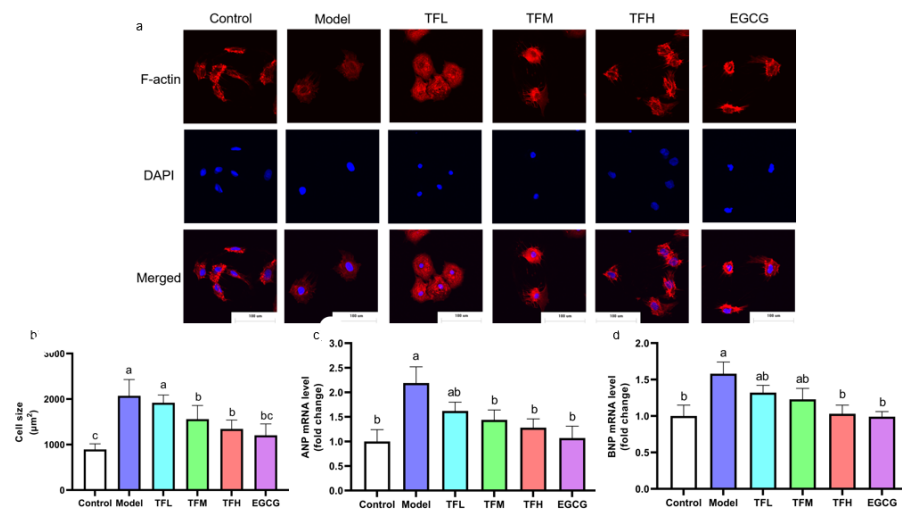 a
Control Model TFL TFM TFH EGCG
F-actin
DAPI
Merged
100 um 100 um 100 um 100 um 100 um 100 um
b
Cell size
(μm²)
3000
2000
1000
0
c a a b b bc
Control Model TFL TFM TFH EGCG
c
ANP mRNA level
(fold change)
3.0
2.5
2.0
1.5
1.0
0.5
0.0
b a ab b b b
Control Model TFL TFM TFH EGCG
d
BNP mRNA level
(fold change)
2.0
1.5
1.0
0.5
0.0
b a ab ab b b
Control Model TFL TFM TFH EGCG